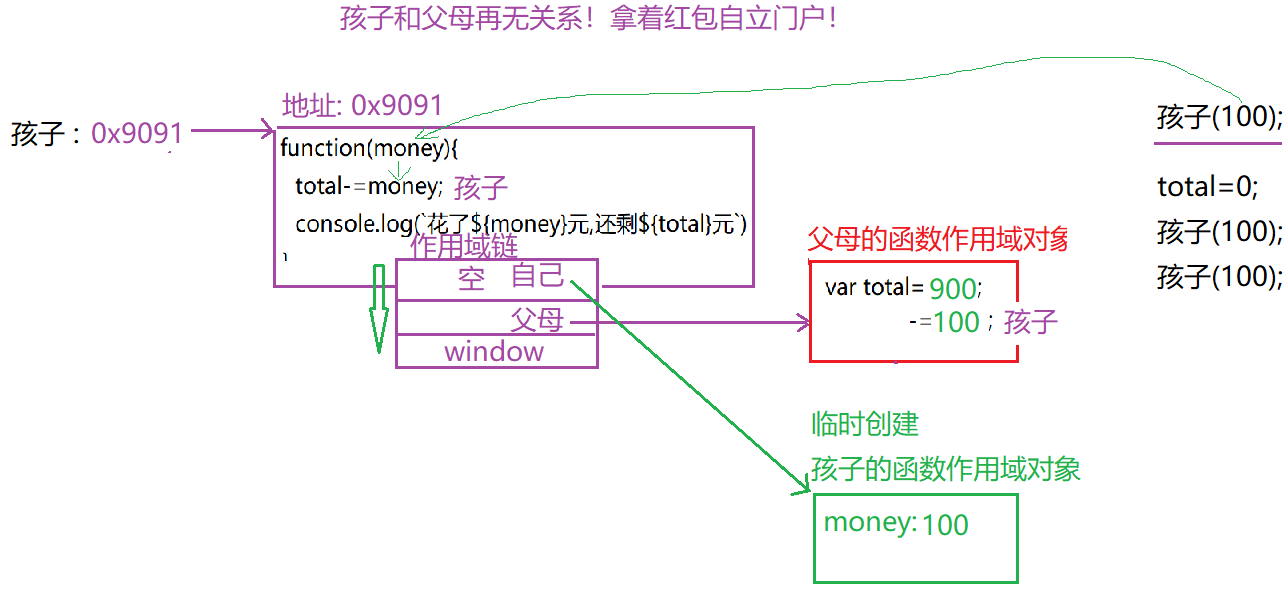 孩子和父母再无关系！拿着红包自立门户！
地址: 0x9091
孩子：0x9091
function(money){
total-=money; 孩子
console.log(`花了${money}元,还剩${total}元`)
作用域链
空 自己
父母
window
父母的函数作用域对象
var total= 900;
-=100 ; 孩子
临时创建
孩子的函数作用域对象
money: 100
孩子(100);
total=0;
孩子(100);
孩子(100);